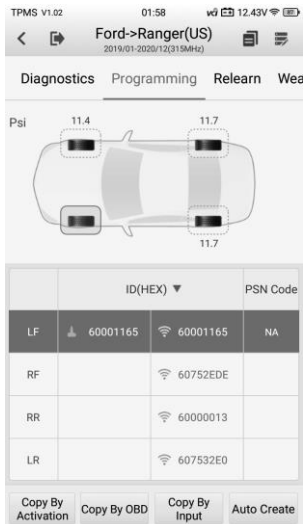 TPMS V1.02 01:58 12.43V
Ford->Ranger(US)
2019/01-2020/12(315MHz)
Diagnostics Programming Relearn Wea
Psi 11.4 11.7
11.7
ID(HEX) ▼ PSN Code
LF 60001165 60001165 NA
RF 60752EDE
RR 60000013
LR 607532E0
Copy By Activation
Copy By OBD
Copy By Input
Auto Create